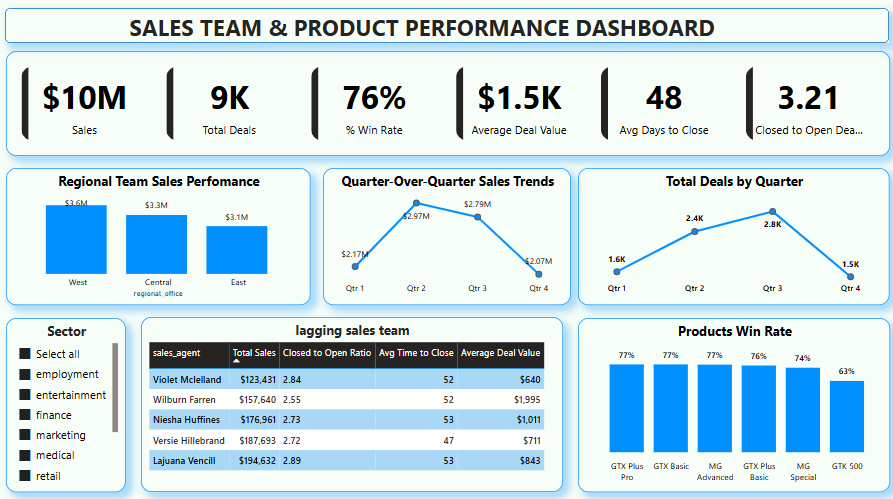 SALES TEAM & PRODUCT PERFORMANCE DASHBOARD
$10M 9K 76% $1.5K 48 3.21
Sales Total Deals % Win Rate Average Deal Value Avg Days to Close Closed to Open Dea...
Regional Team Sales Perfomance
$3.6M $3.3M $3.1M
West Central East
regional_office
Quarter-Over-Quarter Sales Trends
$2.17M $2.97M $2.79M $2.07M
Qtr 1 Qtr 2 Qtr 3 Qtr 4
Total Deals by Quarter
1.6K 2.4K 2.8K 1.5K
Qtr 1 Qtr 2 Qtr 3 Qtr 4
Sector
Select all
employment
entertainment
finance
marketing
medical
retail
lagging sales team
sales_agent Total Sales Closed to Open Ratio Avg Time to Close Average Deal Value
Violet Mclelland $123,431 2.84 52 $640
Wilburn Farren $157,640 2.55 52 $1,995
Niesha Huffines $176,961 2.73 53 $1,011
Versie Hillebrand $187,693 2.72 47 $711
Lajuana Vencill $194,632 2.89 53 $843
Products Win Rate
77% 77% 77% 76% 74% 63%
GTX Plus Pro GTX Basic MG Advanced GTX Plus Basic MG Special GTK 500